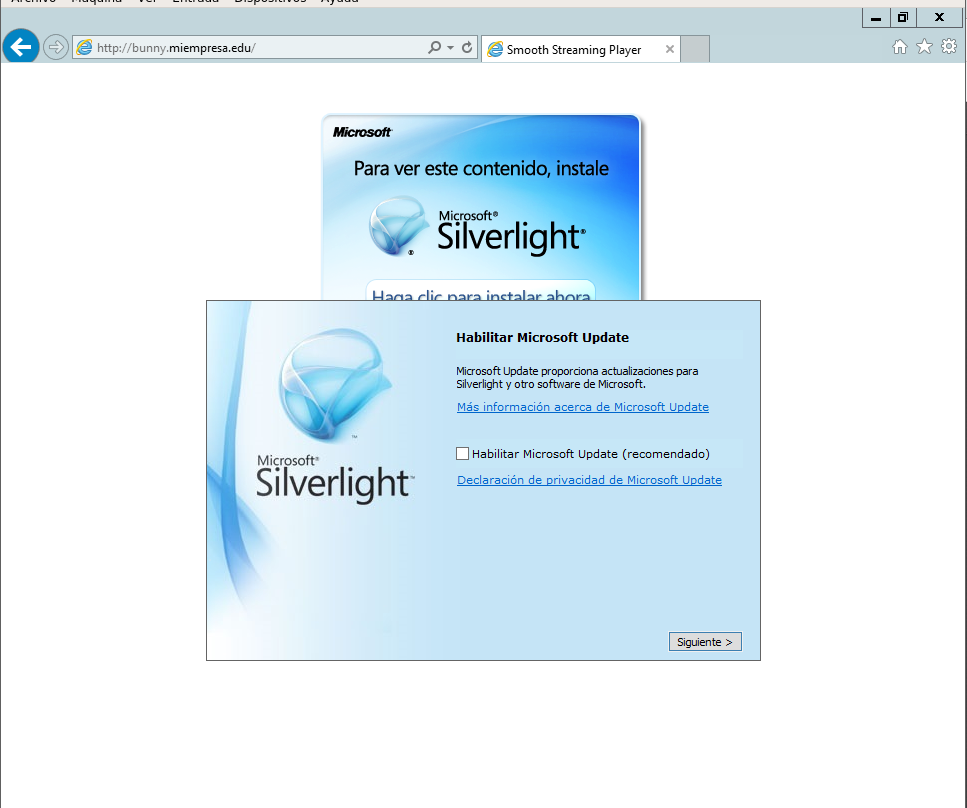 Archivo Máquina Ver Entrada Dispositivos Ayuda
http://bunny.miempresa.edu/
Smooth Streaming Player
Microsoft
Para ver este contenido, instale
Microsoft®
Silverlight®
®
Haga clic para instalar ahora
Habilitar Microsoft Update
Microsoft Update proporciona actualizaciones para
Silverlight y otro software de Microsoft.
Más información acerca de Microsoft Update
Habilitar Microsoft Update (recomendado)
Declaración de privacidad de Microsoft Update
™
Microsoft®
Silverlight™
Siguiente >